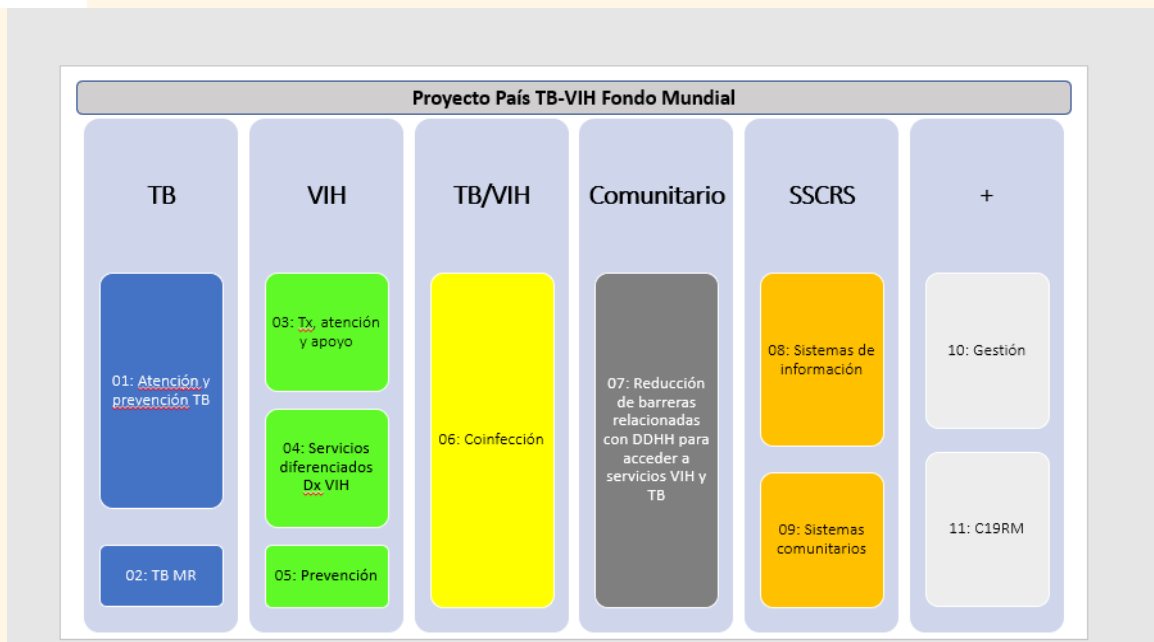 Proyecto País TB-VIH Fondo Mundial
TB
01: Atención y
prevención TB
02: TB MR
VIH
03: Tx, atención
y apoyo
04: Servicios
diferenciados
Dx VIH
05: Prevención
TB/VIH
06: Coinfección
Comunitario
07: Reducción
de barreras
relacionadas
con DDHH para
acceder a
servicios VIH y
TB
SSCRS
08: Sistemas de
información
09: Sistemas
comunitarios
+
10: Gestión
11: C19RM